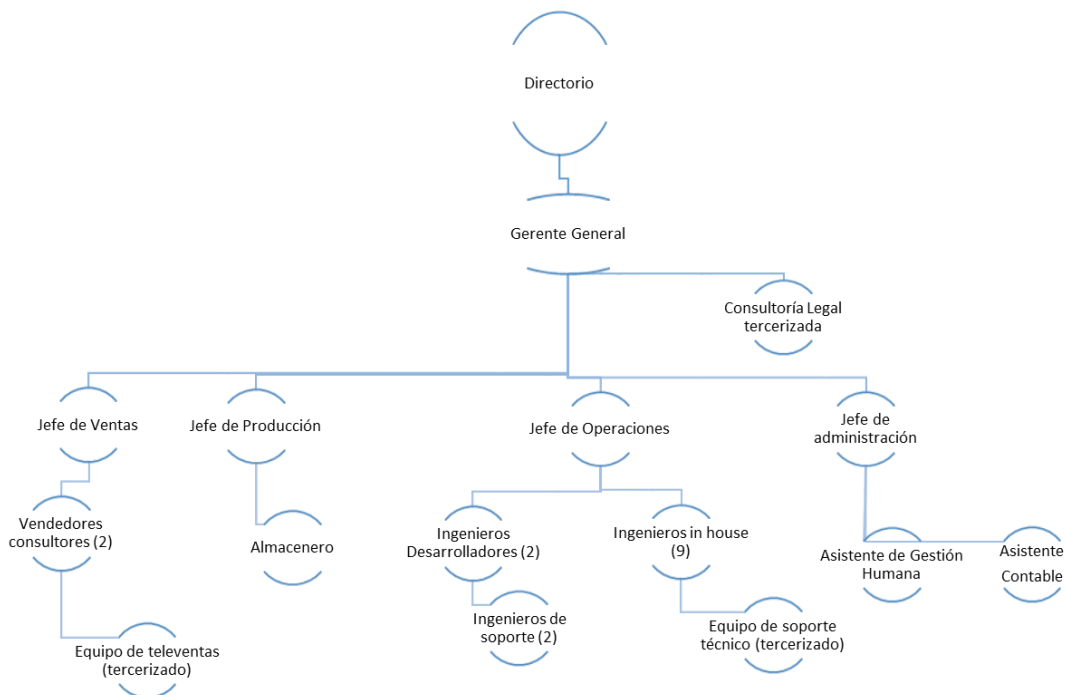 Directorio
Gerente General
Consultoría Legal
tercerizada
Jefe de Ventas
Jefe de Producción
Jefe de Operaciones
Jefe de
administración
Vendedores
consultores (2)
Almacenero
Ingenieros
Desarrolladores (2)
Ingenieros in house
(9)
Asistente de Gestión
Humana
Asistente
Contable
Equipo de televentas
(tercerizado)
Ingenieros de
soporte (2)
Equipo de soporte
técnico (tercerizado)